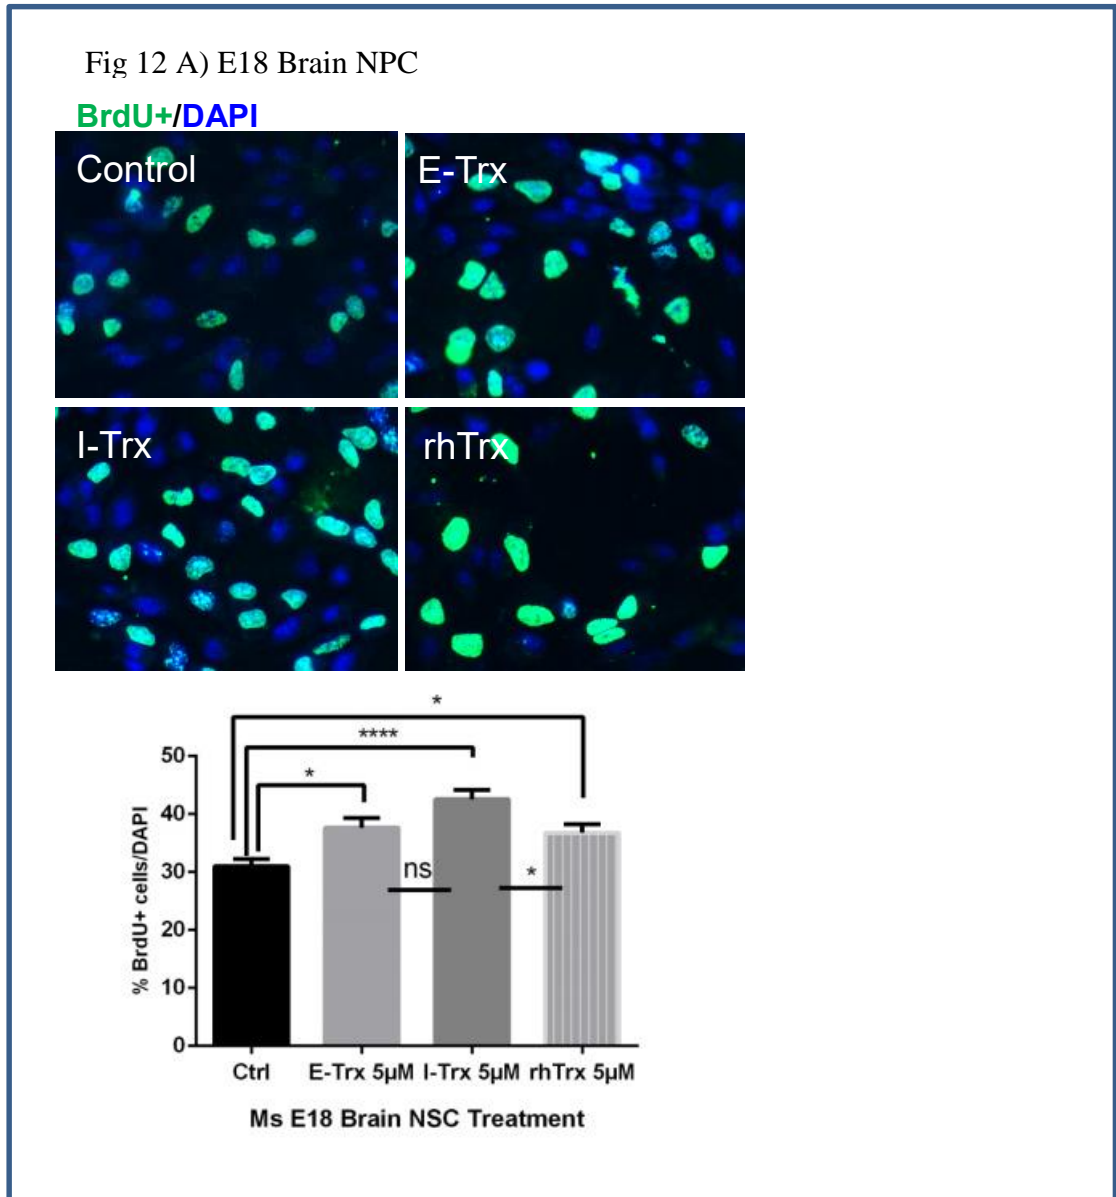 Fig 12 A) E18 Brain NPC
BrdU+/DAPI
Control
E-Trx
I-Trx
rhTrx
*
****
*
ns
*
50
40
30
20
10
0
% BrdU+ cells/DAPI
Ctrl E-Trx 5µM I-Trx 5µM rhTrx 5µM
Ms E18 Brain NSC Treatment